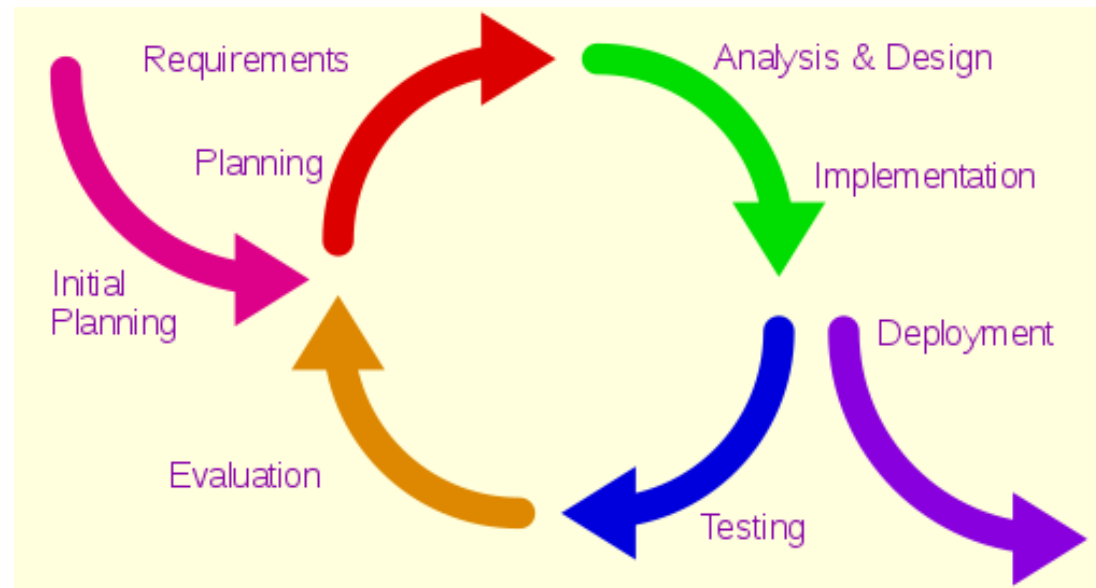 Requirements
Analysis & Design
Planning
Implementation
Initial
Planning
Deployment
Evaluation
Testing